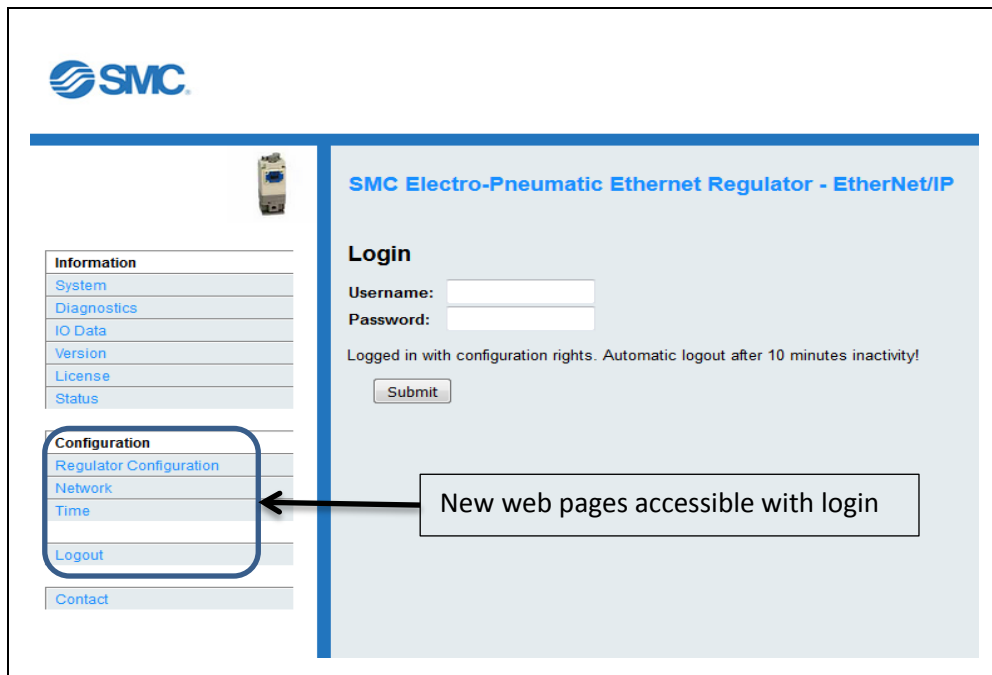 SMC.
SMC Electro-Pneumatic Ethernet Regulator - EtherNet/IP
Information
System
Diagnostics
IO Data
Version
License
Status
Configuration
Regulator Configuration
Network
Time
Logout
Contact
Login
Username:
Password:
Logged in with configuration rights. Automatic logout after 10 minutes inactivity!
Submit
New web pages accessible with login